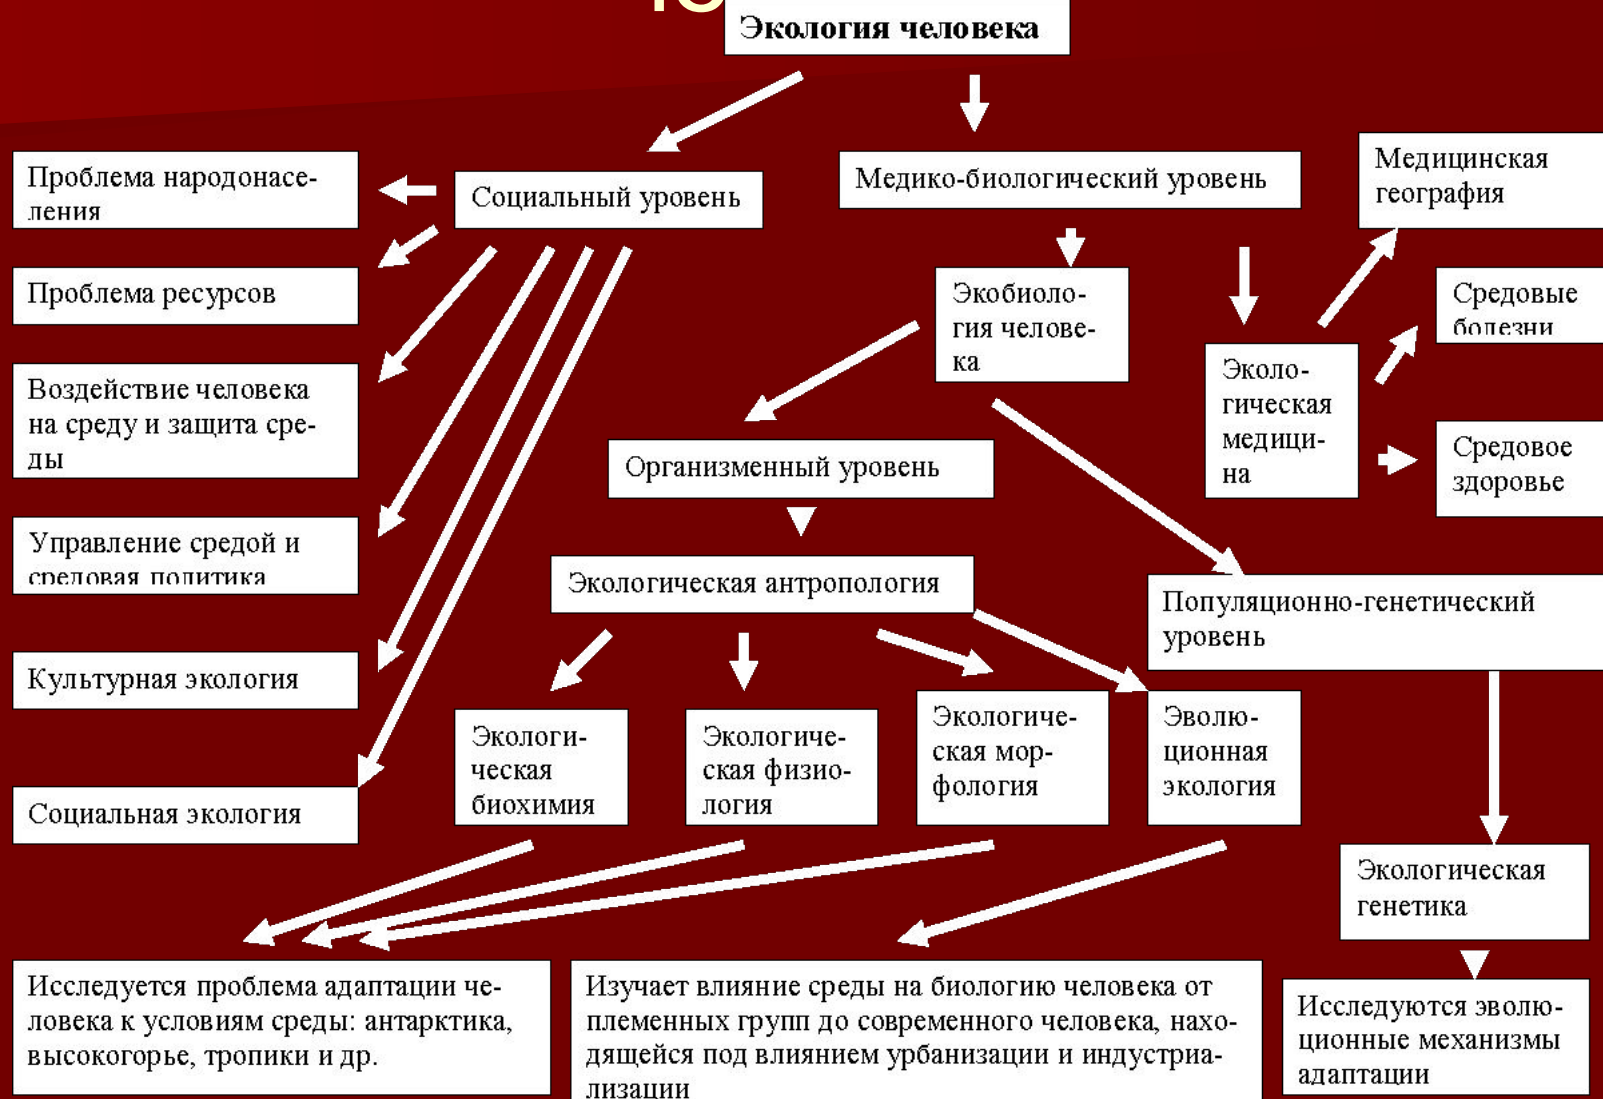 Экология человека
Медицинская
география
Проблема народонасе-
ления
Социальный уровень
Медико-биологический уровень
Проблема ресурсов
Экобиоло-
гия челове-
ка
Средовые
болезни
Воздействие человека
на среду и защита сре-
ды
Эколо-
гическая
медици-
на
Организменный уровень
Средовое
здоровье
Управление средой и
средовая политика
Экологическая антропология
Популяционно-генетический
уровень
Культурная экология
Экологи-
ческая
биохимия
Экологиче-
ская физио-
логия
Экологиче-
ская мор-
фология
Эволю-
ционная
экология
Социальная экология
Экологическая
генетика
Исследуется проблема адаптации че-
ловека к условиям среды: антарктика,
высокогорье, тропики и др.
Изучает влияние среды на биологию человека от
племенных групп до современного человека, нахо-
дящейся под влиянием урбанизации и индустриа-
лизации
Исследуются эволю-
ционные механизмы
адаптации